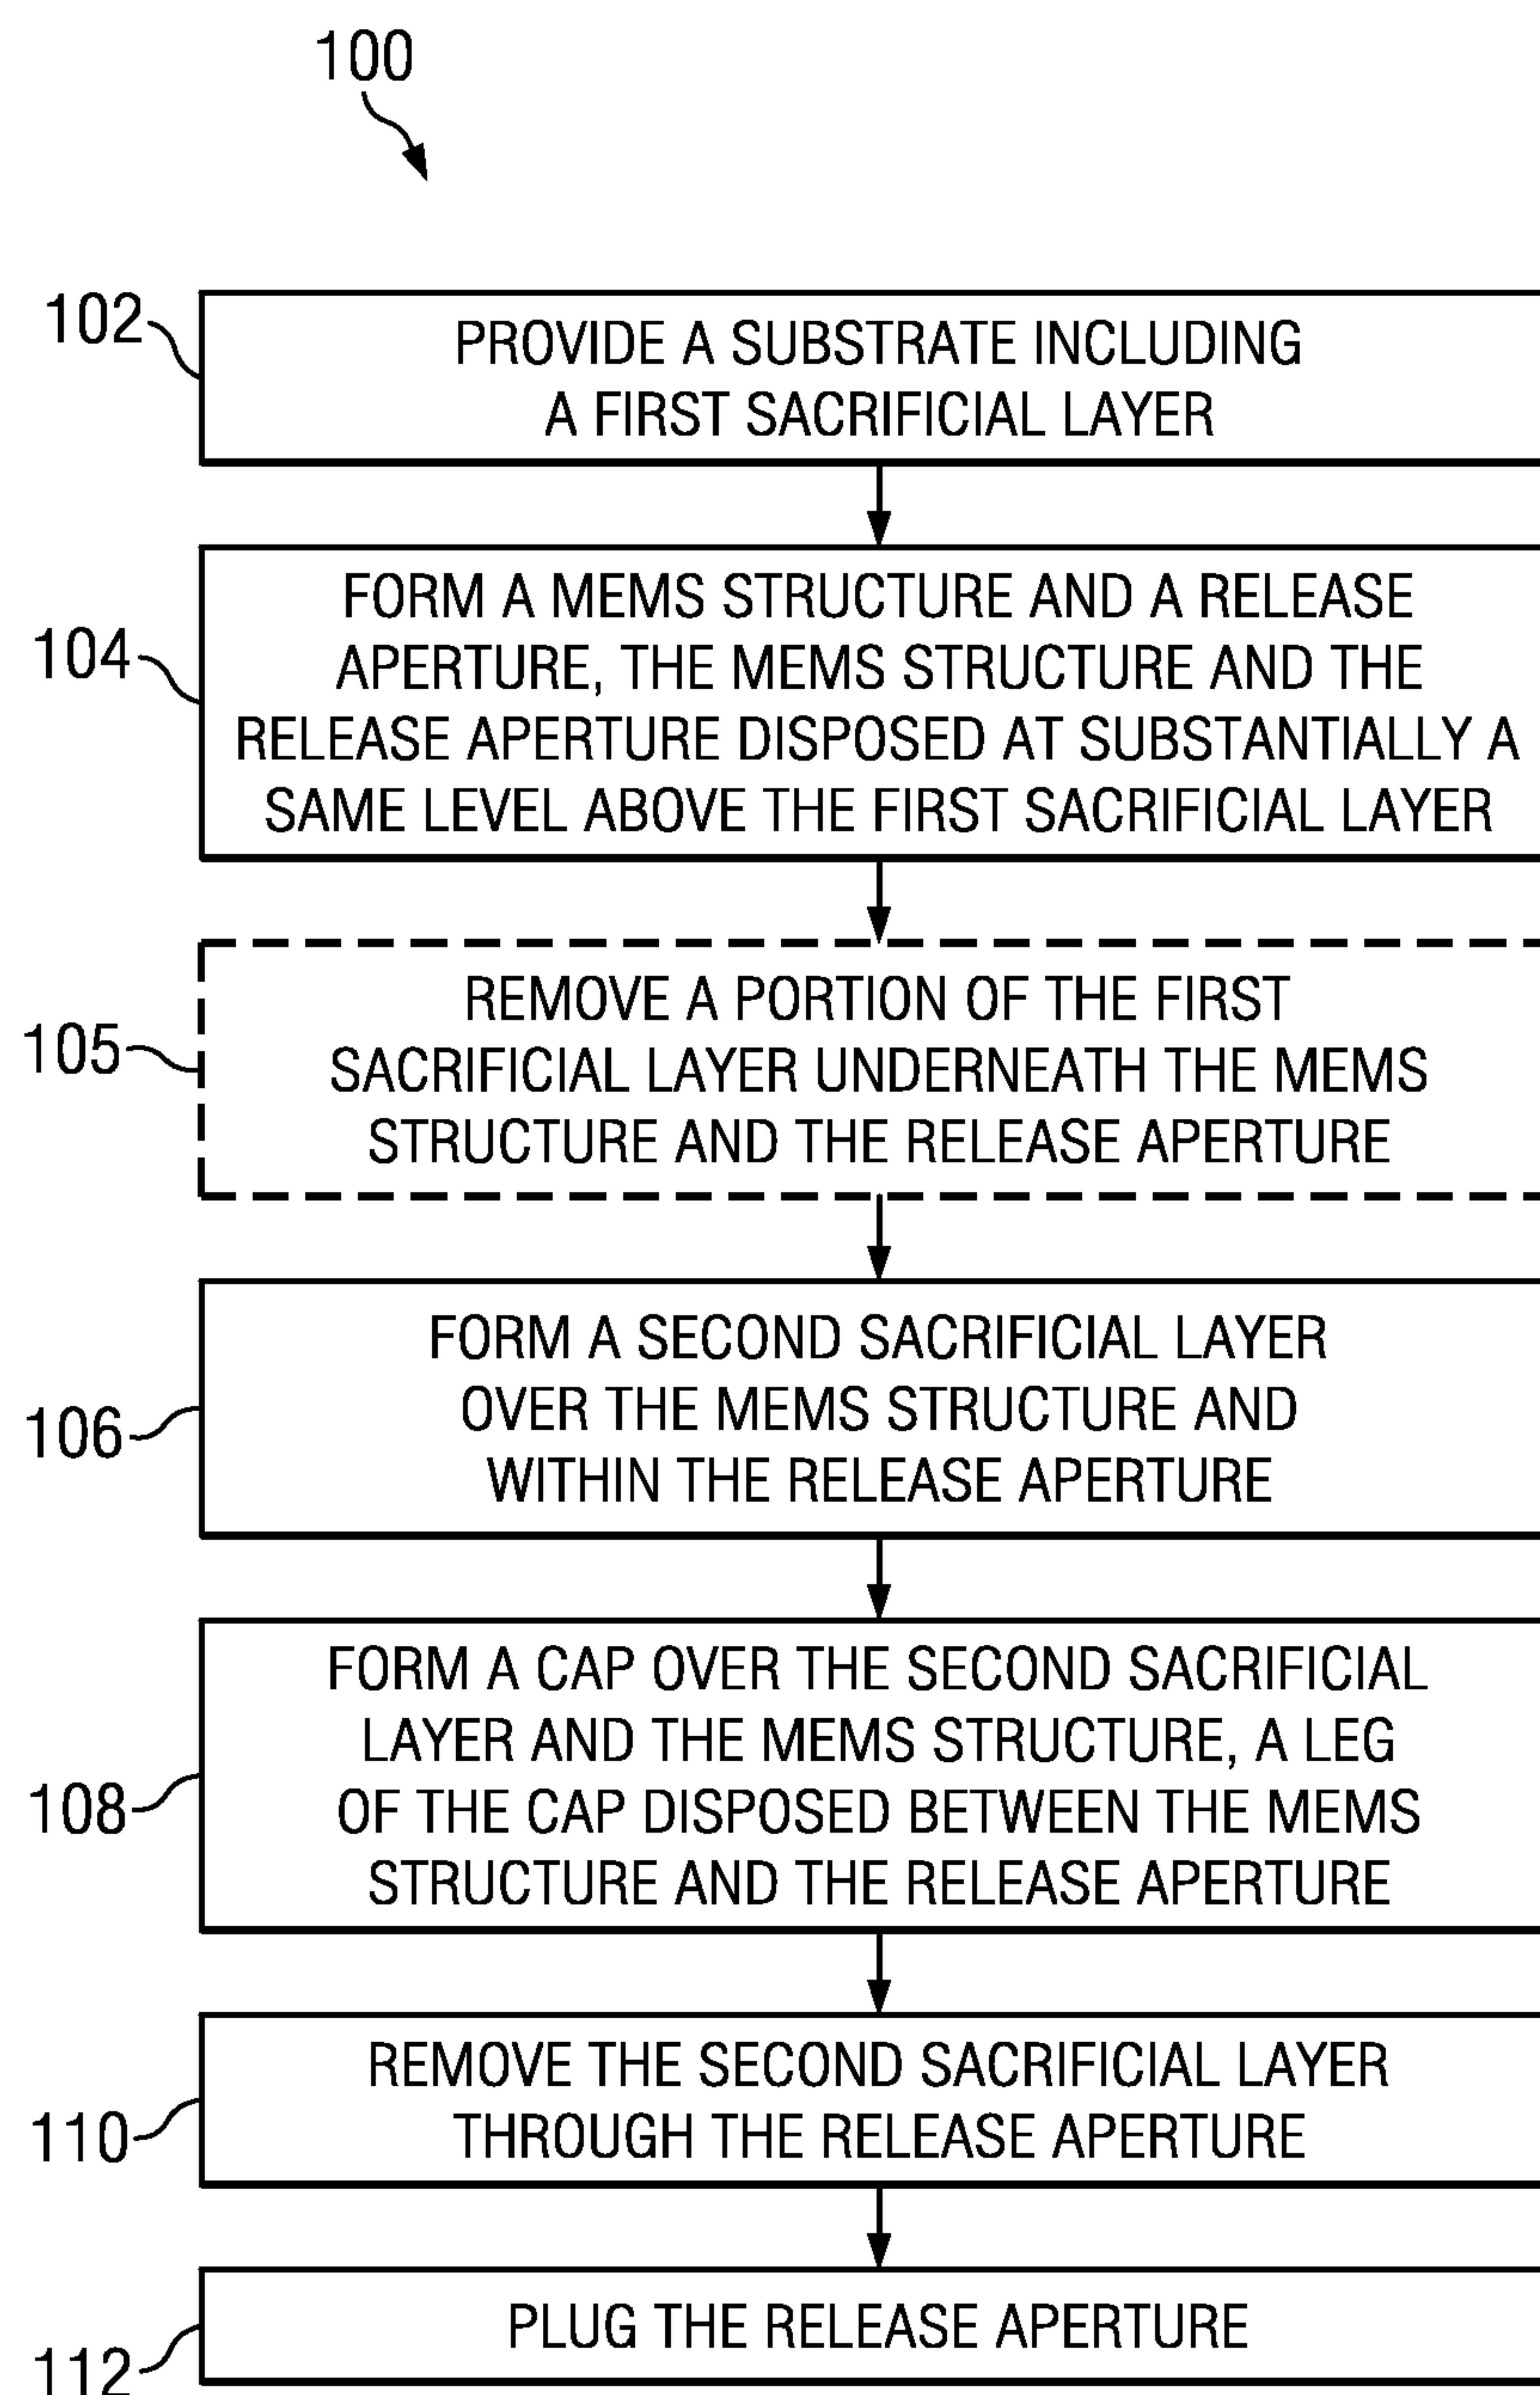 100
102
PROVIDE A SUBSTRATE INCLUDING
A FIRST SACRIFICIAL LAYER
104
FORM A MEMS STRUCTURE AND A RELEASE
APERTURE, THE MEMS STRUCTURE AND THE
RELEASE APERTURE DISPOSED AT SUBSTANTIALLY A
SAME LEVEL ABOVE THE FIRST SACRIFICIAL LAYER
105
REMOVE A PORTION OF THE FIRST
SACRIFICIAL LAYER UNDERNEATH THE MEMS
STRUCTURE AND THE RELEASE APERTURE
106
FORM A SECOND SACRIFICIAL LAYER
OVER THE MEMS STRUCTURE AND
WITHIN THE RELEASE APERTURE
108
FORM A CAP OVER THE SECOND SACRIFICIAL
LAYER AND THE MEMS STRUCTURE, A LEG
OF THE CAP DISPOSED BETWEEN THE MEMS
STRUCTURE AND THE RELEASE APERTURE
110
REMOVE THE SECOND SACRIFICIAL LAYER
THROUGH THE RELEASE APERTURE
112
PLUG THE RELEASE APERTURE